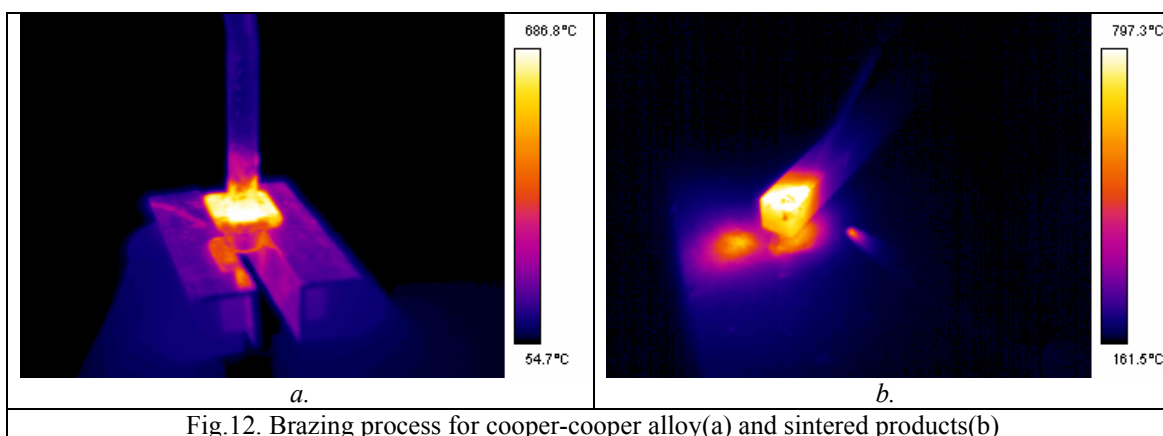 686.8°C
54.7°C
a.
797.3°C
161.5°C
b.
Fig.12. Brazing process for cooper-cooper alloy(a) and sintered products(b)